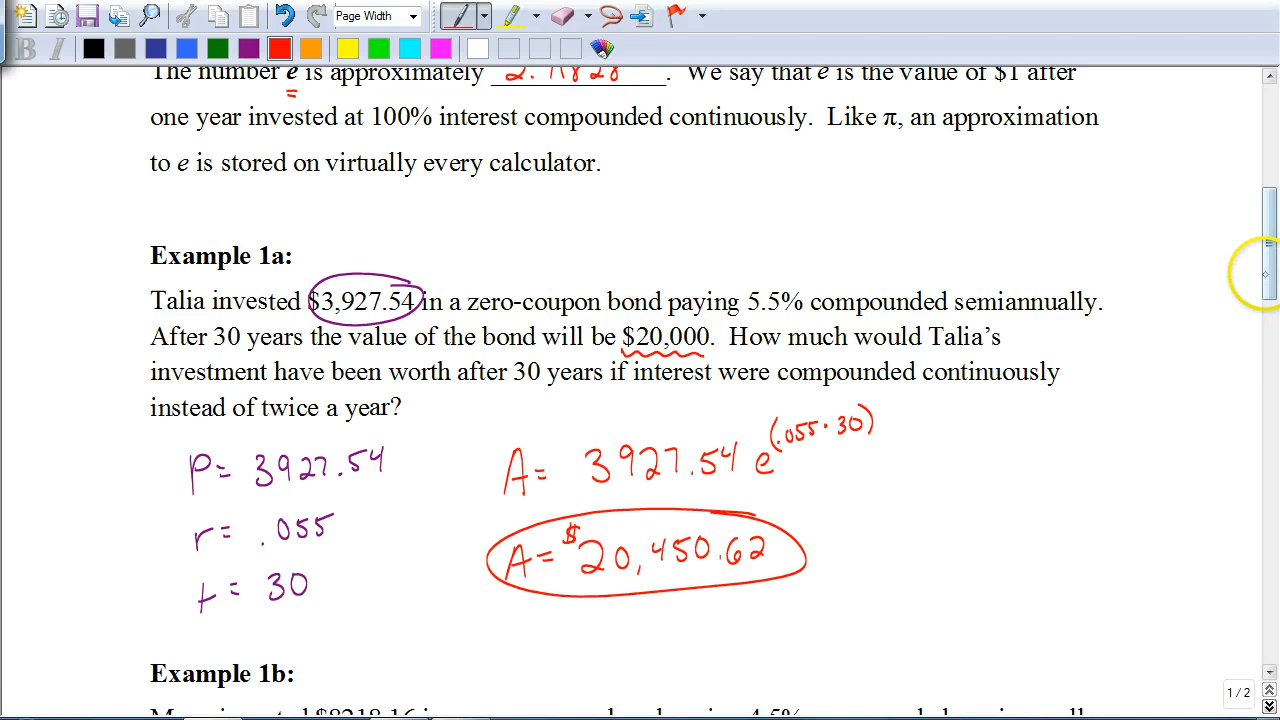 Page Width
B I
The number e is approximately 2.71828. We say that e is the value of $1 after
one year invested at 100% interest compounded continuously. Like π, an approximation
to e is stored on virtually every calculator.
Example 1a:
Talia invested $3,927.54 in a zero-coupon bond paying 5.5% compounded semiannually.
After 30 years the value of the bond will be $20,000. How much would Talia's
investment have been worth after 30 years if interest were compounded continuously
instead of twice a year?
P= 3927.54
A= 3927.54 e^(.055·30)
r= .055
A= $20,450.62
t= 30
Example 1b:
1/2